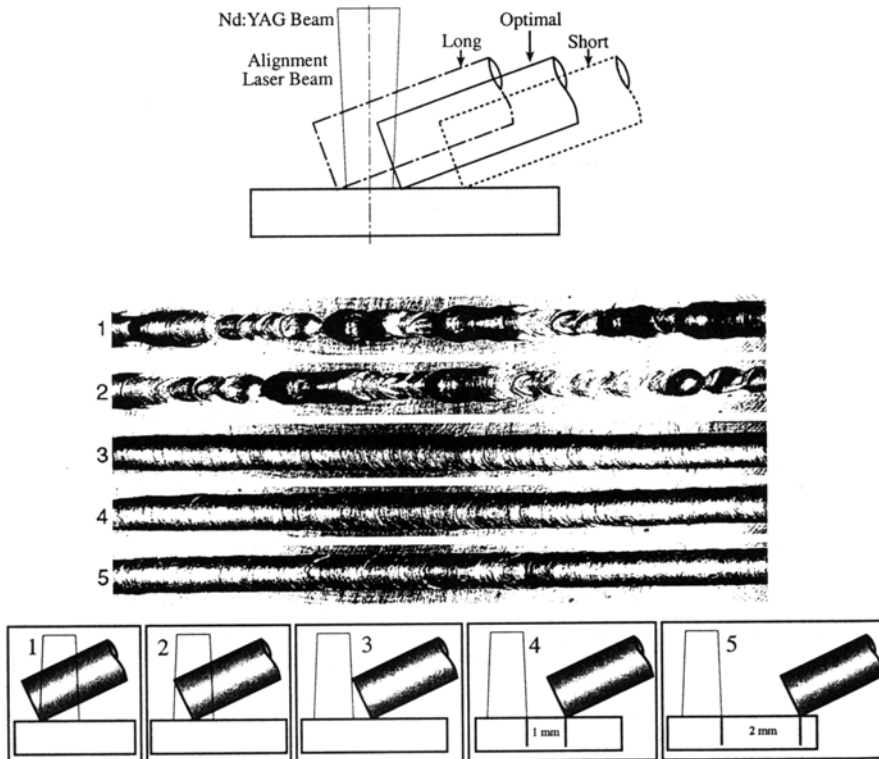 Nd:YAG Beam
Optimal
Long
Short
Alignment
Laser Beam
1
2
3
4
5
1
2
3
4
5
1 mm
2 mm